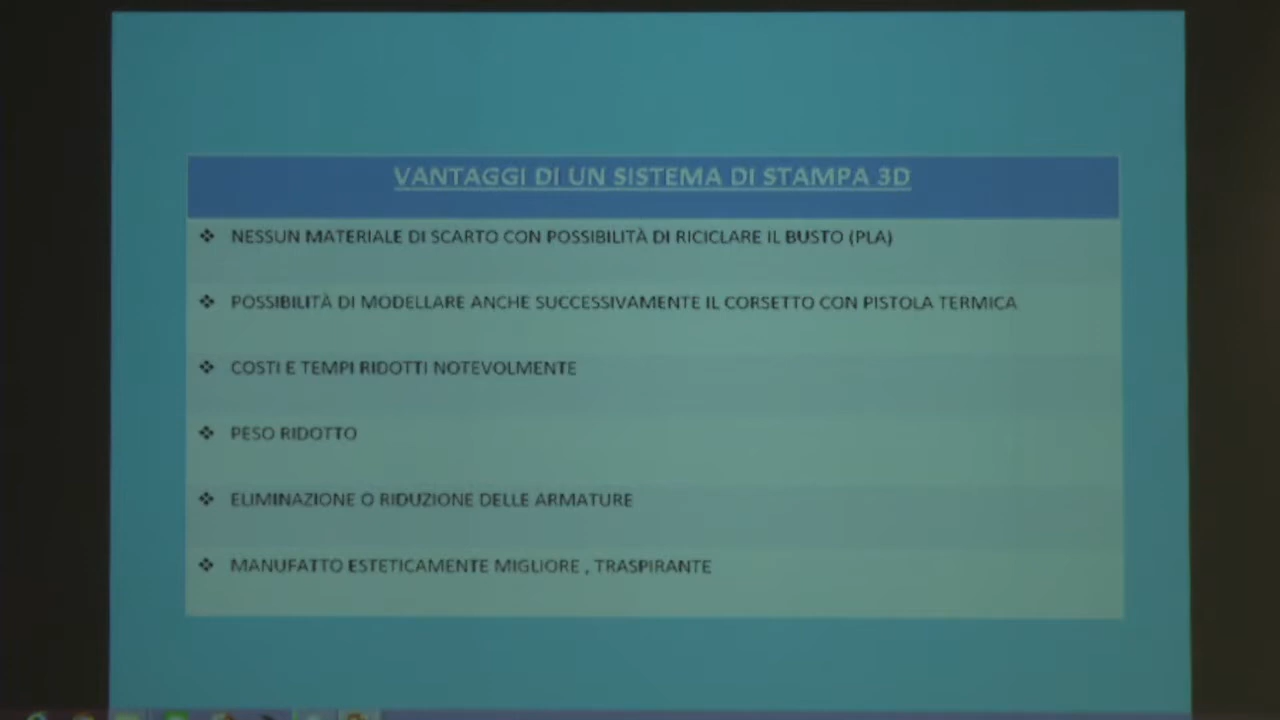 VANTAGGI DI UN SISTEMA DI STAMPA 3D
❖ NESSUN MATERIALE DI SCARTO CON POSSIBILITÀ DI RICICLARE IL BUSTO (PLA)
❖ POSSIBILITÀ DI MODELLARE ANCHE SUCCESSIVAMENTE IL CORSETTO CON PISTOLA TERMICA
❖ COSTI E TEMPI RIDOTTI NOTEVOLMENTE
❖ PESO RIDOTTO
❖ ELIMINAZIONE O RIDUZIONE DELLE ARMATURE
❖ MANUFATTO ESTETICAMENTE MIGLIORE , TRASPIRANTE